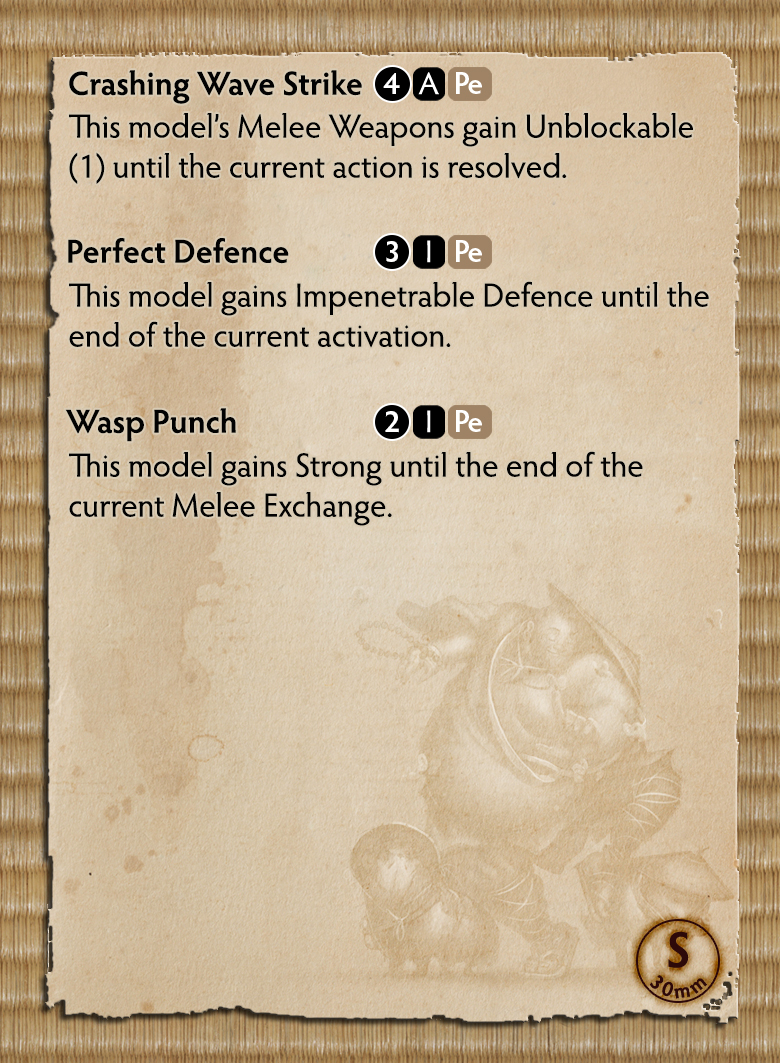 Crashing Wave Strike 4 A Pe
This model's Melee Weapons gain Unblockable
(1) until the current action is resolved.
Perfect Defence 3 I Pe
This model gains Impenetrable Defence until the
end of the current activation.
Wasp Punch 2 I Pe
This model gains Strong until the end of the
current Melee Exchange.
S
30mm